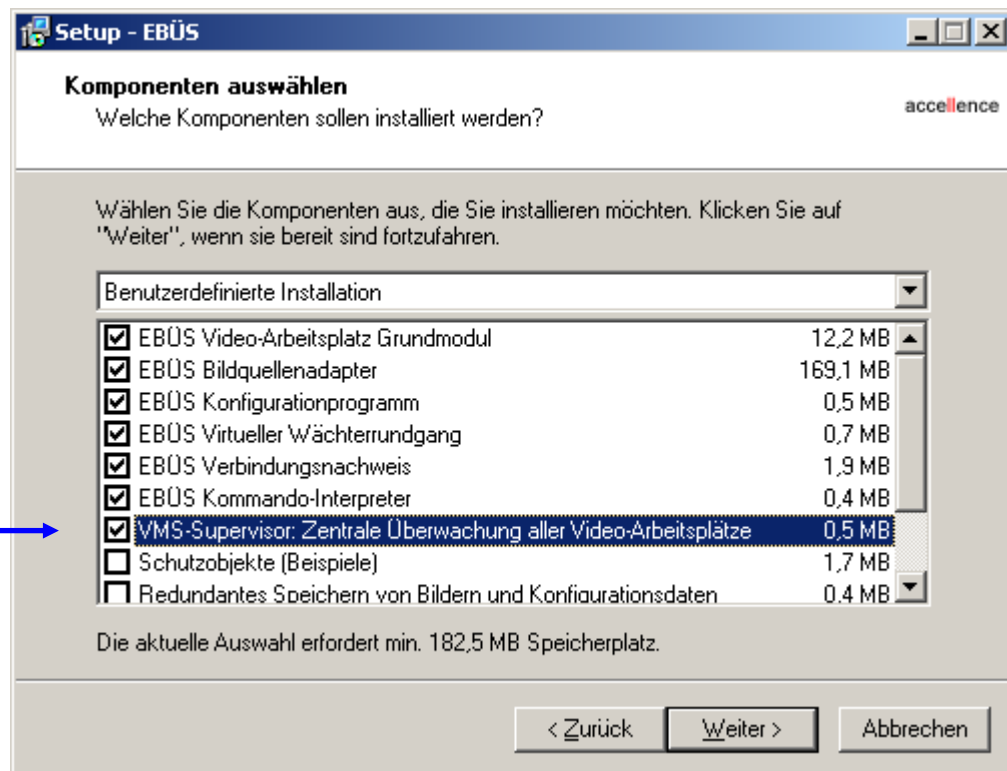 Setup - EBÜS
Komponenten auswählen
Welche Komponenten sollen installiert werden?
accellence
Wählen Sie die Komponenten aus, die Sie installieren möchten. Klicken Sie auf
"Weiter", wenn sie bereit sind fortzufahren.
Benutzerdefinierte Installation
EBÜS Video-Arbeitsplatz Grundmodul 12,2 MB
EBÜS Bildquellenadapter 169,1 MB
EBÜS Konfigurationprogramm 0,5 MB
EBÜS Virtueller Wächterrundgang 0,7 MB
EBÜS Verbindungsnachweis 1,9 MB
EBÜS Kommando-Interpreter 0,4 MB
VMS-Supervisor: Zentrale Überwachung aller Video-Arbeitsplätze 0,5 MB
Schutzobjekte (Beispiele) 1,7 MB
Redundantes Speichern von Bildern und Konfigurationsdaten 0,4 MB
Die aktuelle Auswahl erfordert min. 182,5 MB Speicherplatz.
< Zurück Weiter > Abbrechen